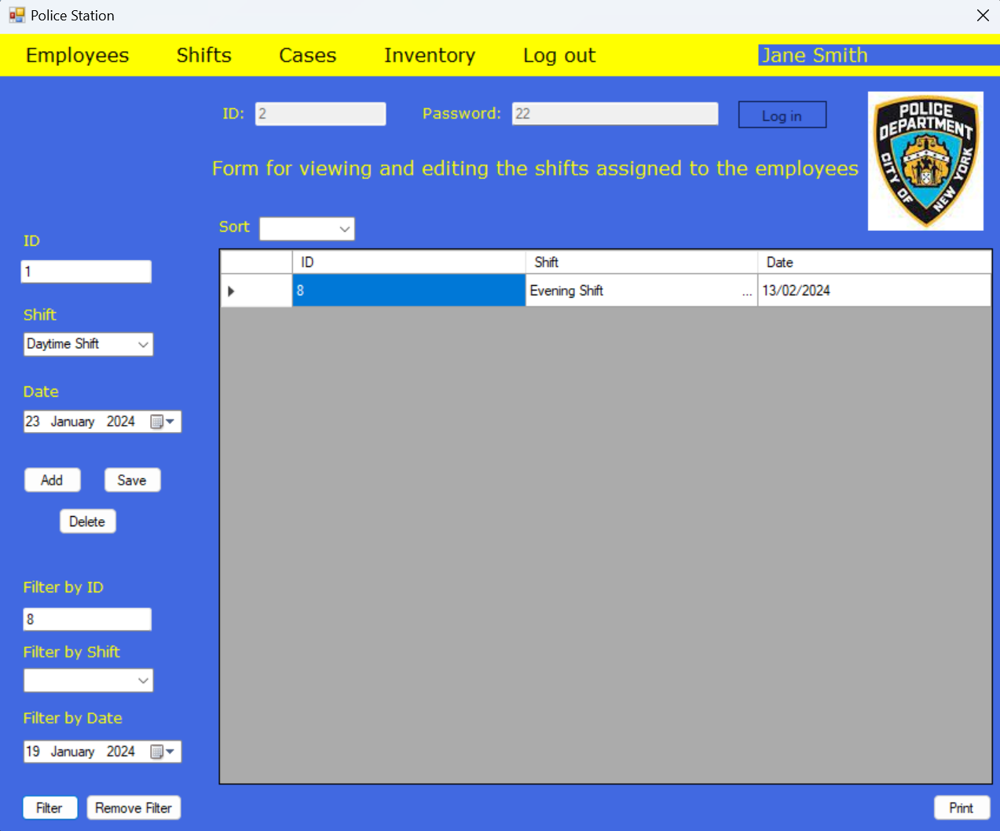 Police Station
Employees Shifts Cases Inventory Log out Jane Smith
ID: 2 Password: 22 Log in
POLICE
DEPARTMENT
CITY OF
NEW YORK
Form for viewing and editing the shifts assigned to the employees
Sort
ID
1
Shift
Daytime Shift
Date
23 January 2024
Add Save
Delete
Filter by ID
8
Filter by Shift
Filter by Date
19 January 2024
Filter Remove Filter
ID Shift Date
8 Evening Shift ... 13/02/2024
Print